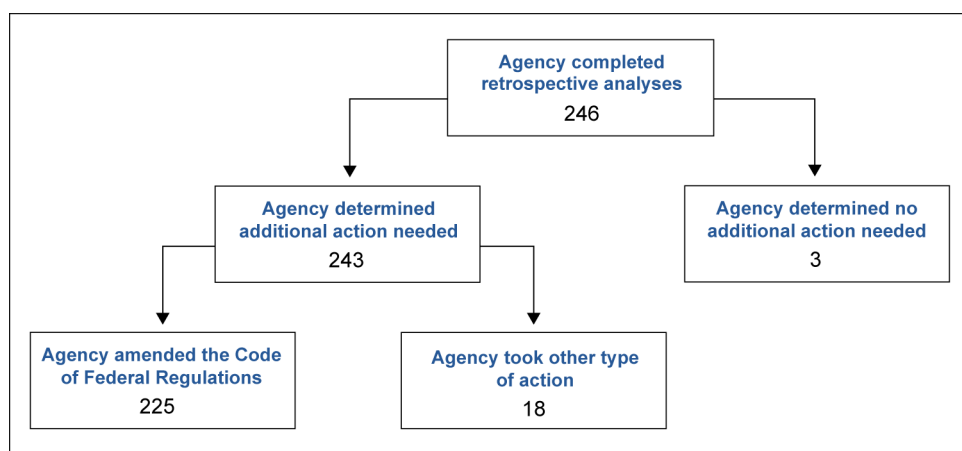 Agency completed
retrospective analyses
246
Agency determined
additional action needed
243
Agency determined no
additional action needed
3
Agency amended the Code
of Federal Regulations
225
Agency took other type
of action
18